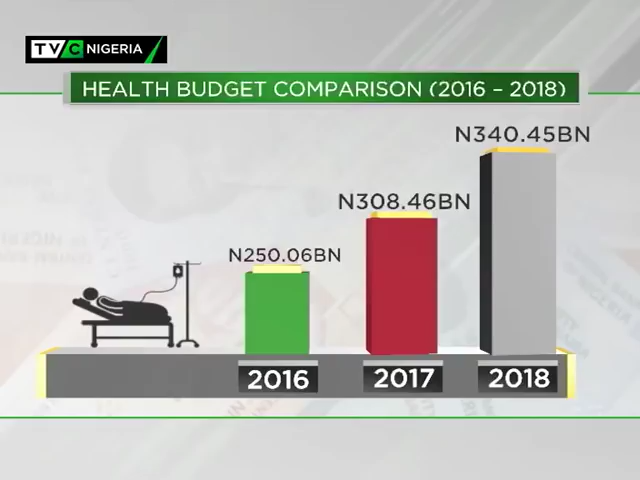 TVC NIGERIA
HEALTH BUDGET COMPARISON (2016 – 2018)
N340.45BN
N308.46BN
N250.06BN
2016
2017
2018